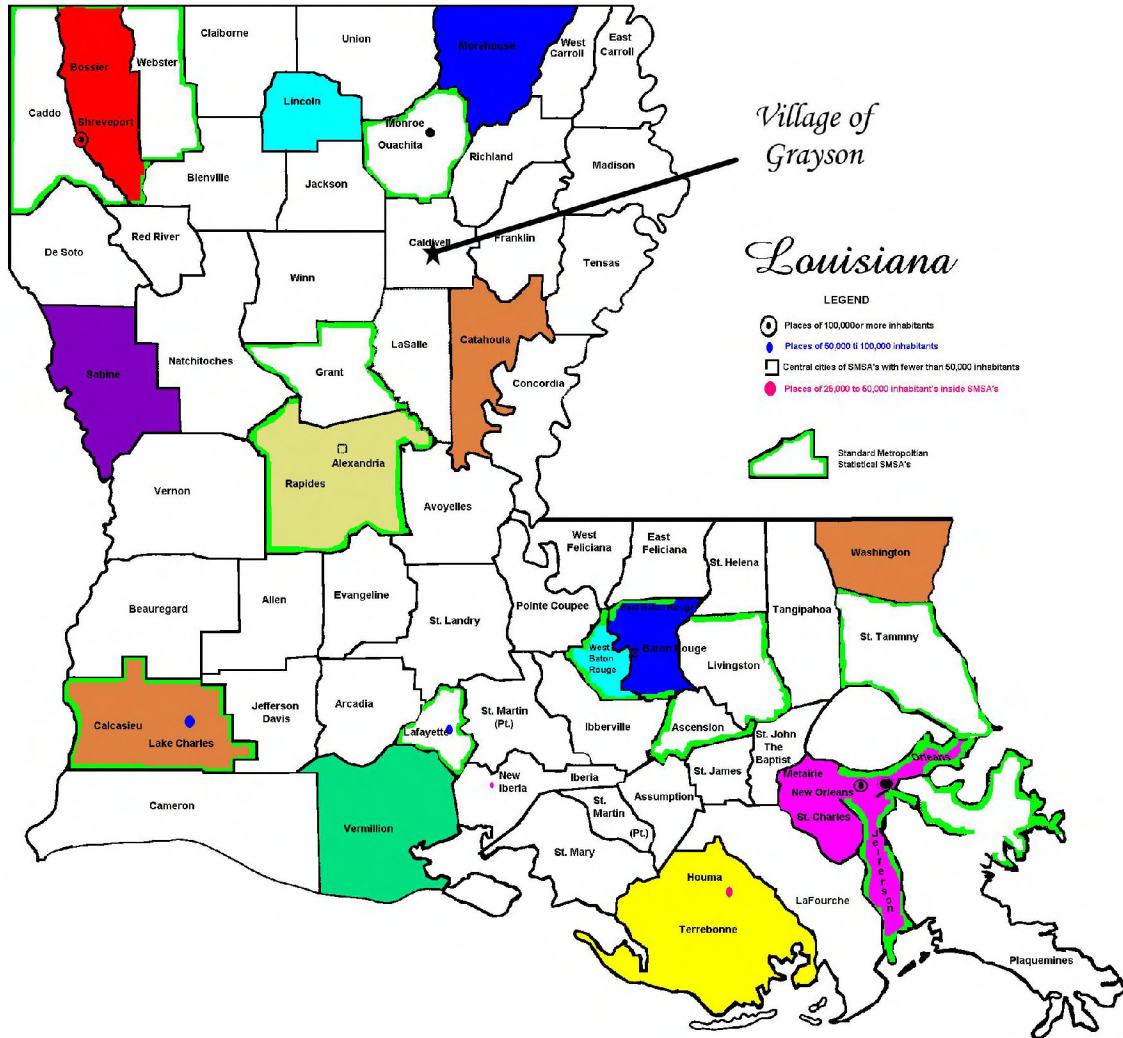 Claiborne
Union
Morehouse
West
Carroll
East
Carroll
Bossier
Webster
Caddo
Shreveport
Lincoln
Monroe
Ouachita
Richland
Madison
Village of
Grayson
Bienville
Jackson
De Soto
Red River
Winn
Caldwell
Franklin
Tensas
Louisiana
LEGEND
Places of 100,000or more inhabitants
Places of 50,000 ti 100,000 inhabitants
Central cities of SMSA's with fewer than 50,000 inhabitants
Places of 25,000 to 50,000 inhabitant's inside SMSA's
Standard Metropoltian
Statistical SMSA's
Sabine
Natchitoches
Grant
LaSalle
Catahoula
Concordia
Vernon
Rapides
Alexandria
Avoyelles
West
Feliciana
East
Feliciana
St. Helena
Washington
Beauregard
Allen
Evangeline
St. Landry
Pointe Coupee
Tangipahoa
St. Tammny
West
Baton
Rouge
East Baton Rouge
Baton Rouge
Livingston
Calcasieu
Lake Charles
Jefferson
Davis
Arcadia
Lafayette
St. Martin
(Pt.)
Ibberville
Ascension
St. John
The
Baptist
Orleans
Metairie
New Orleans
St. Charles
Jefferson
Cameron
Vermillion
New
Iberia
Iberia
St.
Martin
(Pt.)
Assumption
St. James
St. Mary
Houma
Terrebonne
LaFourche
Plaquemines